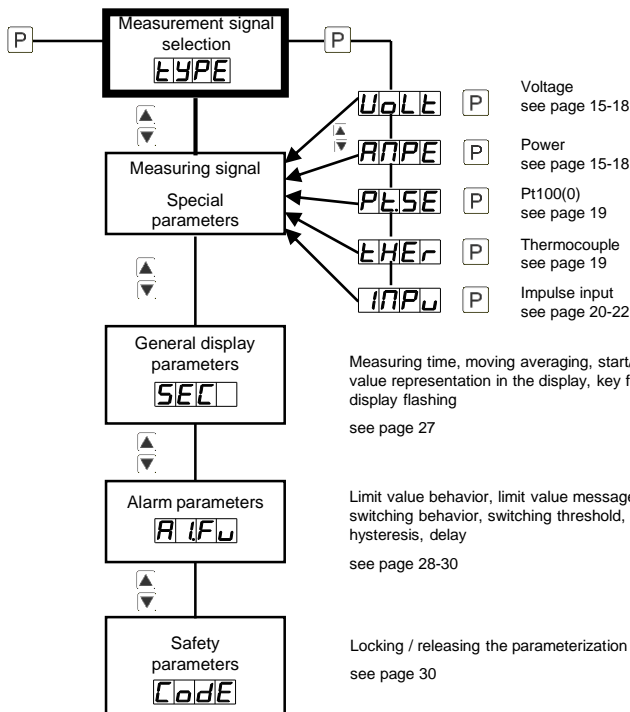 Measurement signal
selection
P
P
tYPE
VoLt
P
Voltage
see page 15-18
AMPE
P
Power
see page 15-18
Measuring signal
Special
parameters
Pt.SE
P
Pt100(0)
see page 19
tHEr
P
Thermocouple
see page 19
IMPu
P
Impulse input
see page 20-22
General display
parameters
SEC
Measuring time, moving averaging, start/
value representation in the display, key f
display flashing
see page 27
Alarm parameters
A1.Fu
Limit value behavior, limit value message
switching behavior, switching threshold,
hysteresis, delay
see page 28-30
Safety
parameters
CodE
Locking / releasing the parameterization
see page 30